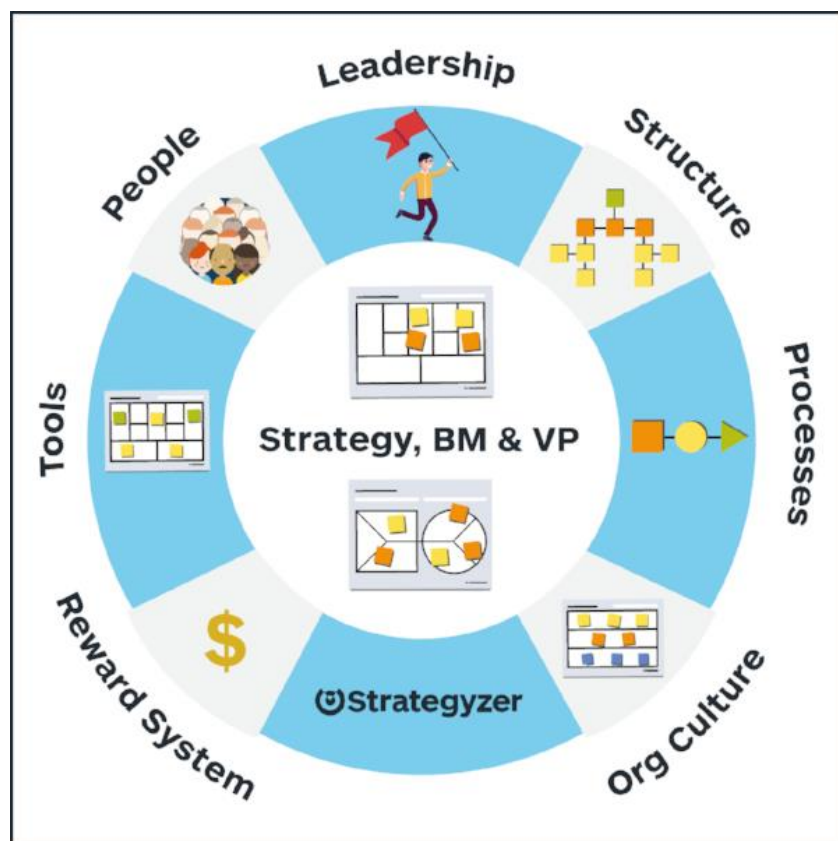 Leadership
Structure
Processes
Org Culture
Strategyzer
Reward System
Tools
People
Strategy, BM & VP
$